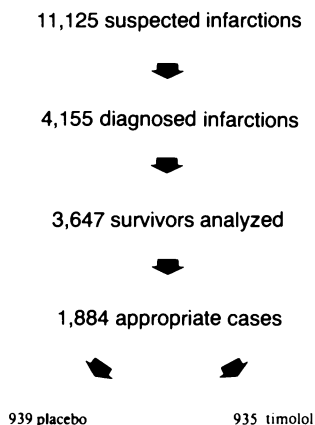 11,125 suspected infarctions
4,155 diagnosed infarctions
3,647 survivors analyzed
1,884 appropriate cases
939 placebo 935 timolol